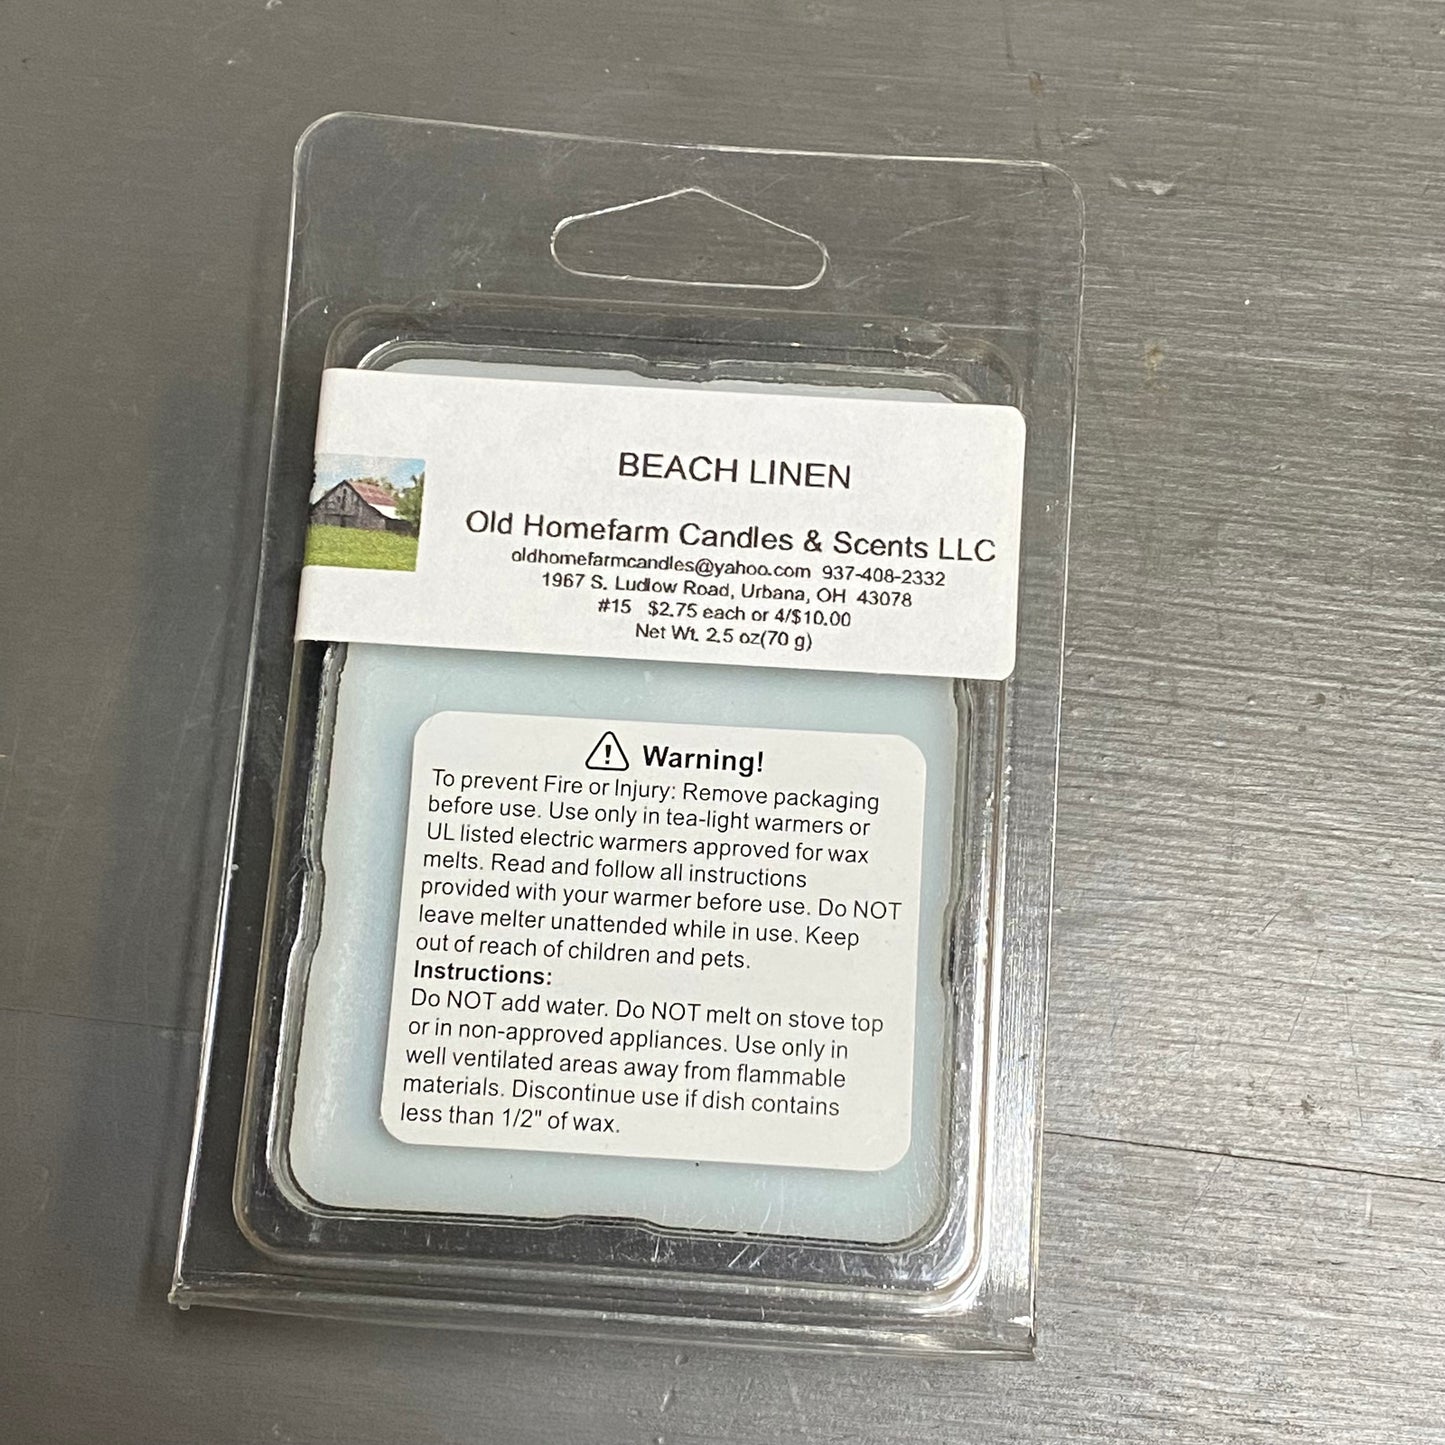 BEACH LINEN
Old Homefarm Candles & Scents LLC
oldhomefarmcandles@yahoo.com 937-408-2332
1967 S. Ludlow Road, Urbana, OH 43078
#15 $2.75 each or 4/$10.00
Net Wt. 2.5 oz(70 g)
Warning!
To prevent Fire or Injury: Remove packaging
before use. Use only in tea-light warmers or
UL listed electric warmers approved for wax
melts. Read and follow all instructions
provided with your warmer before use. Do NOT
leave melter unattended while in use. Keep
out of reach of children and pets.
Instructions:
Do NOT add water. Do NOT melt on stove top
or in non-approved appliances. Use only in
well ventilated areas away from flammable
materials. Discontinue use if dish contains
less than 1/2" of wax.